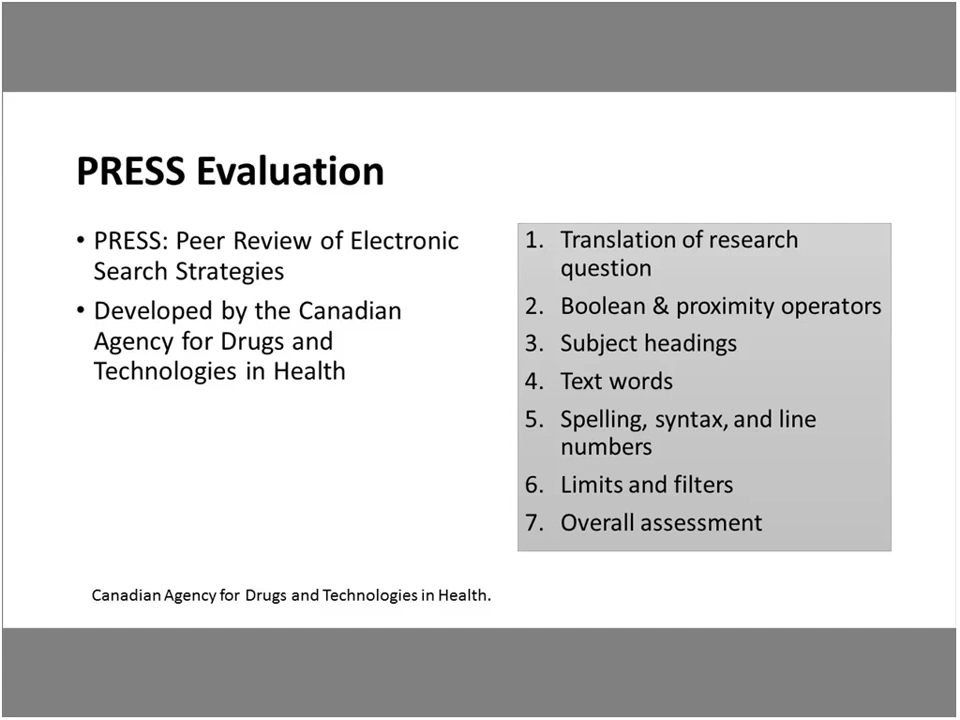 PRESS Evaluation
• PRESS: Peer Review of Electronic
Search Strategies
• Developed by the Canadian
Agency for Drugs and
Technologies in Health
1. Translation of research
question
2. Boolean & proximity operators
3. Subject headings
4. Text words
5. Spelling, syntax, and line
numbers
6. Limits and filters
7. Overall assessment
Canadian Agency for Drugs and Technologies in Health.